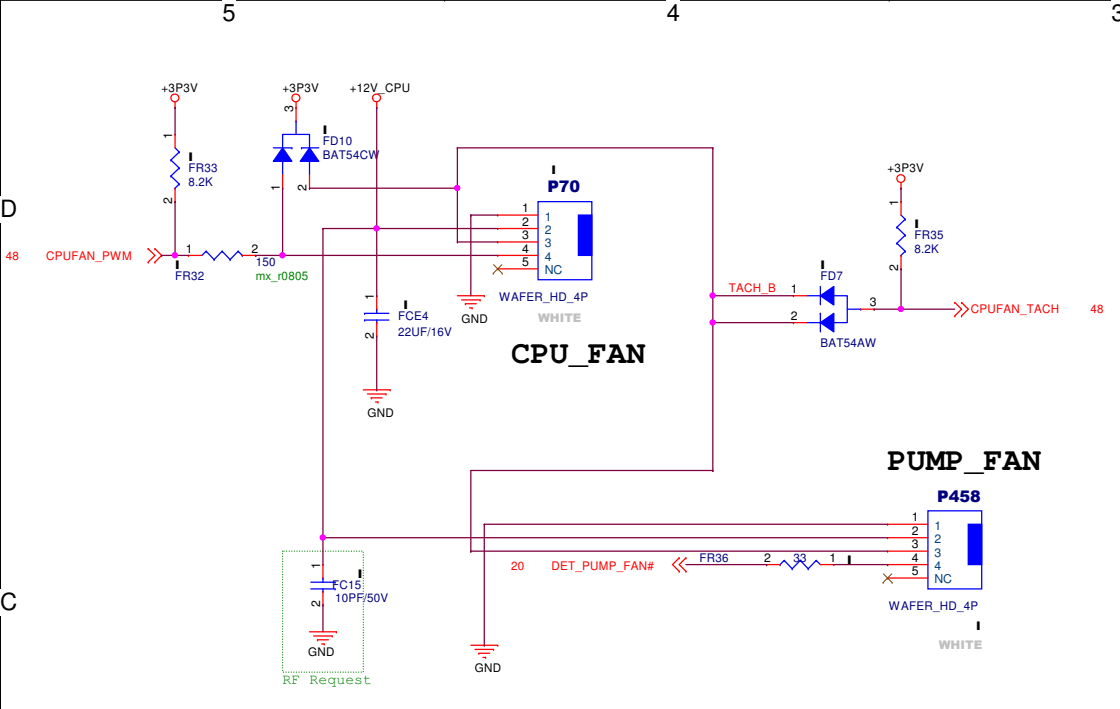 5
4
3
+3P3V
+3P3V
+12V_CPU
3
1
FR33
8.2K
2
FD10
BAT54CW
1
2
D
48
CPUFAN_PWM
1
2
150
FR32
mx_r0805
P70
1
2
3
4
5
1
2
3
4
NC
WAFER_HD_4P
WHITE
GND
1
FCE4
22UF/16V
2
GND
CPU_FAN
+3P3V
1
FR35
8.2K
2
FD7
TACH_B
1
2
3
BAT54AW
CPUFAN_TACH
48
PUMP_FAN
P458
1
2
3
4
5
1
2
3
4
NC
WAFER_HD_4P
WHITE
20
DET_PUMP_FAN#
FR36
2
33
1
C
1
FC15
10PF/50V
2
GND
RF Request
GND